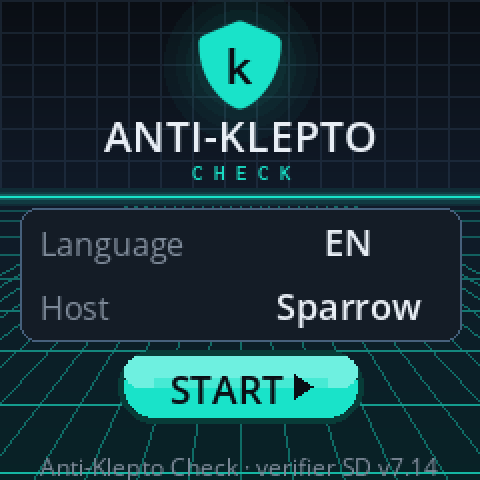 k
ANTI-KLEPTO
CHECK
Language EN
Host Sparrow
START
Anti-Klepto Check · verifier SD v7.14